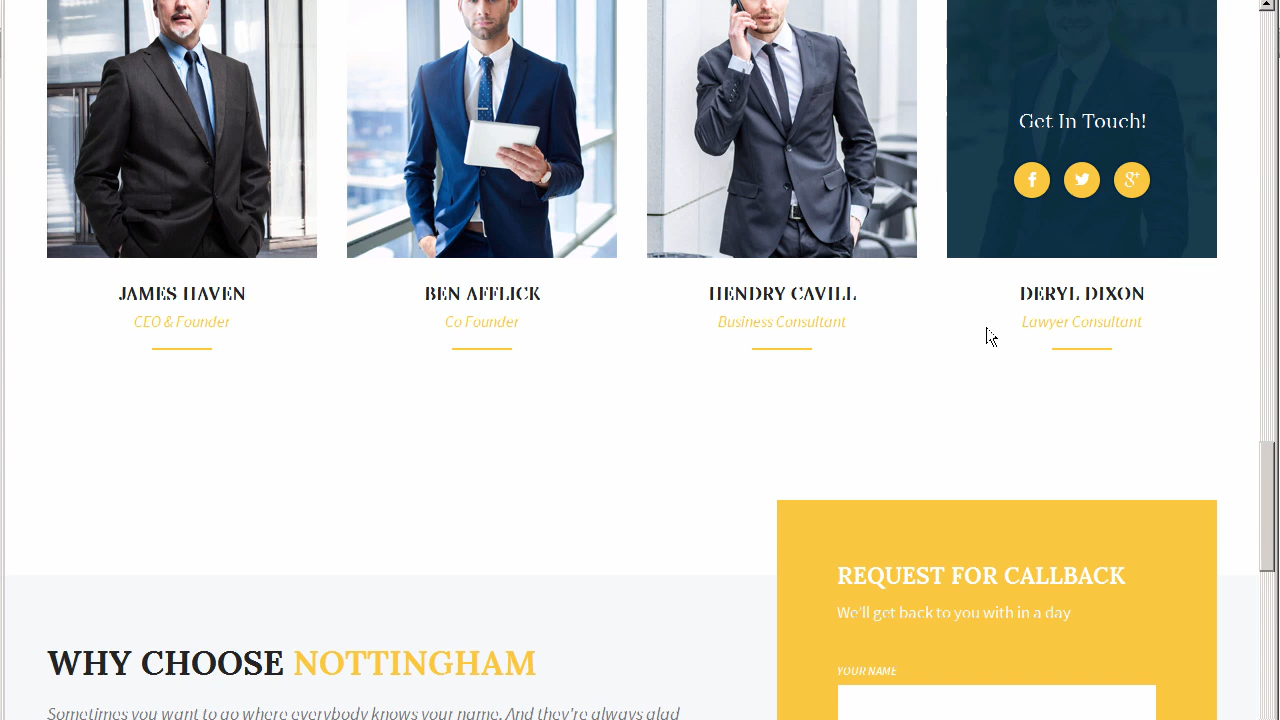 Get In Touch!
JAMES HAVEN
BEN AFFLICK
HENDRY CAVILL
DERYL DIXON
CEO & Founder
Co Founder
Business Consultant
Lawyer Consultant
REQUEST FOR CALLBACK
We'll get back to you with in a day
WHY CHOOSE NOTTINGHAM
YOUR NAME
Sometimes you want to go where everybody knows your name. And they're always glad